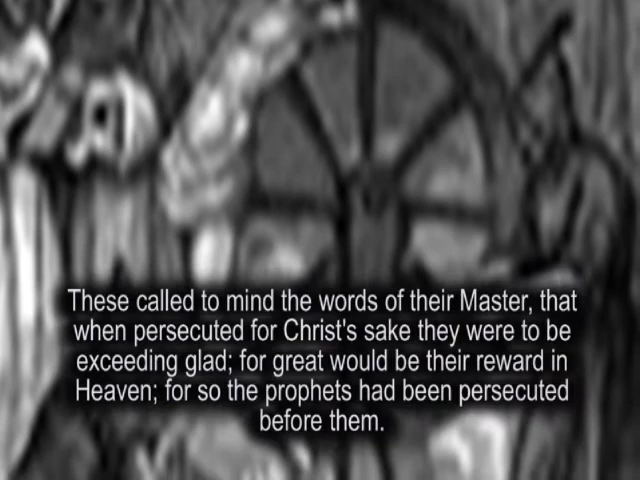 These called to mind the words of their Master, that
when persecuted for Christ's sake they were to be
exceeding glad; for great would be their reward in
Heaven; for so the prophets had been persecuted
before them.